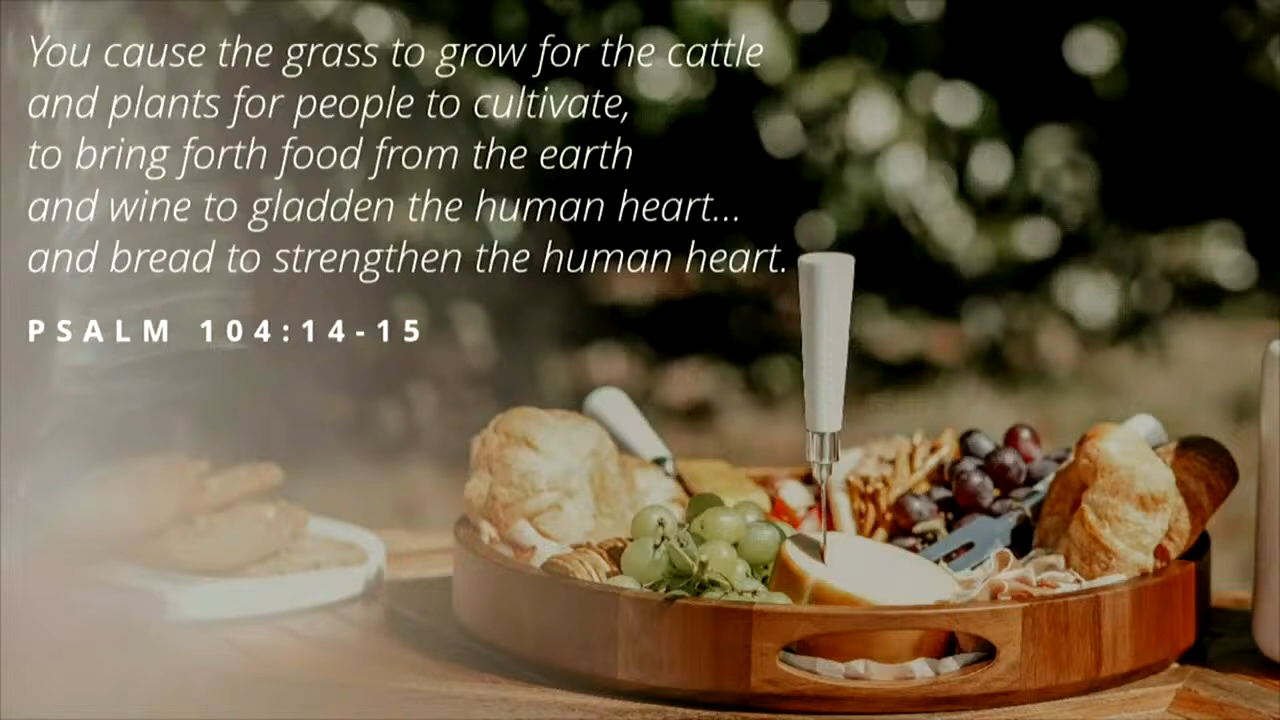 You cause the grass to grow for the cattle
and plants for people to cultivate,
to bring forth food from the earth
and wine to gladden the human heart...
and bread to strengthen the human heart.
PSALM 104:14-15